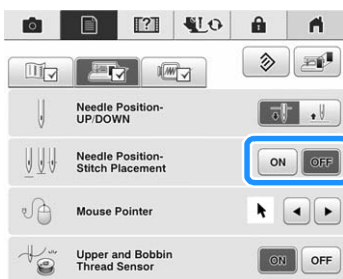 Needle Position-
UP/DOWN
Needle Position-
Stitch Placement
ON OFF
Mouse Pointer
Upper and Bobbin
Thread Sensor
ON OFF